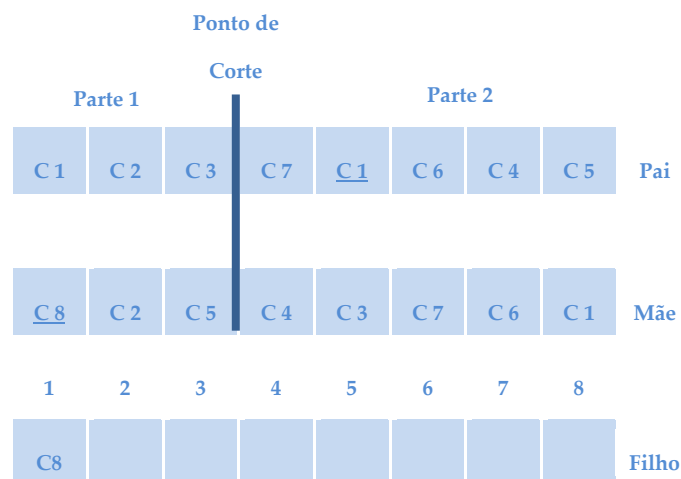 Ponto de
Corte
Parte 1 Parte 2
C 1 C 2 C 3 C 7 C 1 C 6 C 4 C 5 Pai
C 8 C 2 C 5 C 4 C 3 C 7 C 6 C 1 Mãe
1 2 3 4 5 6 7 8
C8 Filho